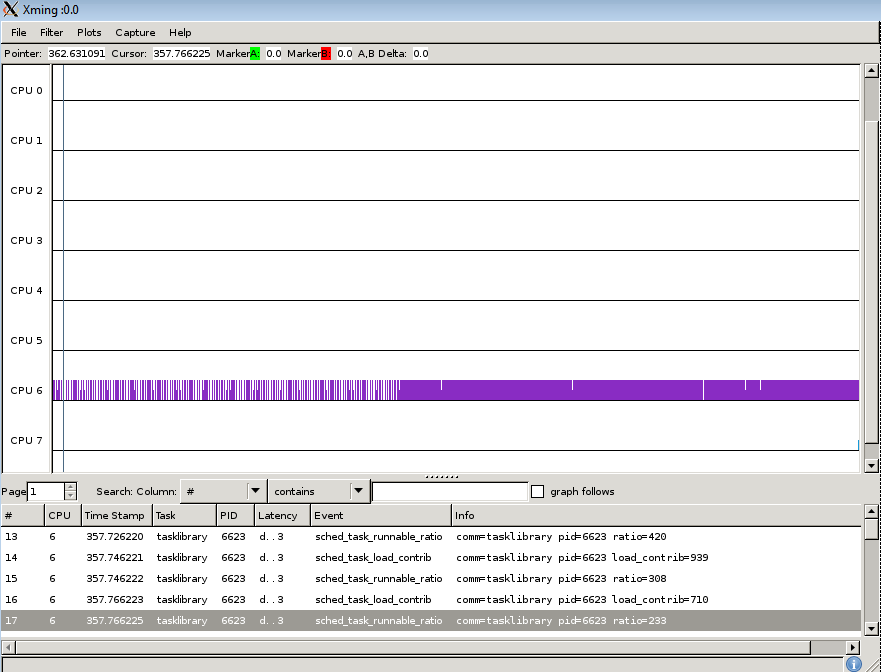 Xming :0.0
File Filter Plots Capture Help
Pointer: 362.631091 Cursor: 357.766225 MarkerA: 0.0 MarkerB: 0.0 A,B Delta: 0.0
CPU 0
CPU 1
CPU 2
CPU 3
CPU 4
CPU 5
CPU 6
CPU 7
Page 1 Search: Column: # contains graph follows
# CPU Time Stamp Task PID Latency Event Info
13 6 357.726220 tasklibrary 6623 d..3 sched_task_runnable_ratio comm=tasklibrary pid=6623 ratio=420
14 6 357.746221 tasklibrary 6623 d..3 sched_task_load_contrib comm=tasklibrary pid=6623 load_contrib=939
15 6 357.746222 tasklibrary 6623 d..3 sched_task_runnable_ratio comm=tasklibrary pid=6623 ratio=308
16 6 357.766223 tasklibrary 6623 d..3 sched_task_load_contrib comm=tasklibrary pid=6623 load_contrib=710
17 6 357.766225 tasklibrary 6623 d..3 sched_task_runnable_ratio comm=tasklibrary pid=6623 ratio=233